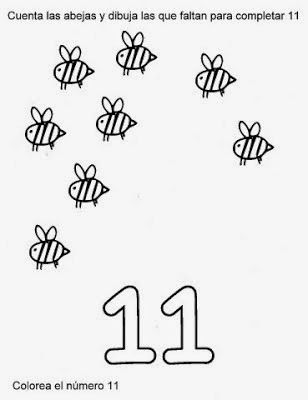 Cuenta las abejas y dibuja las que faltan para completar 11
11
Colorea el número 11